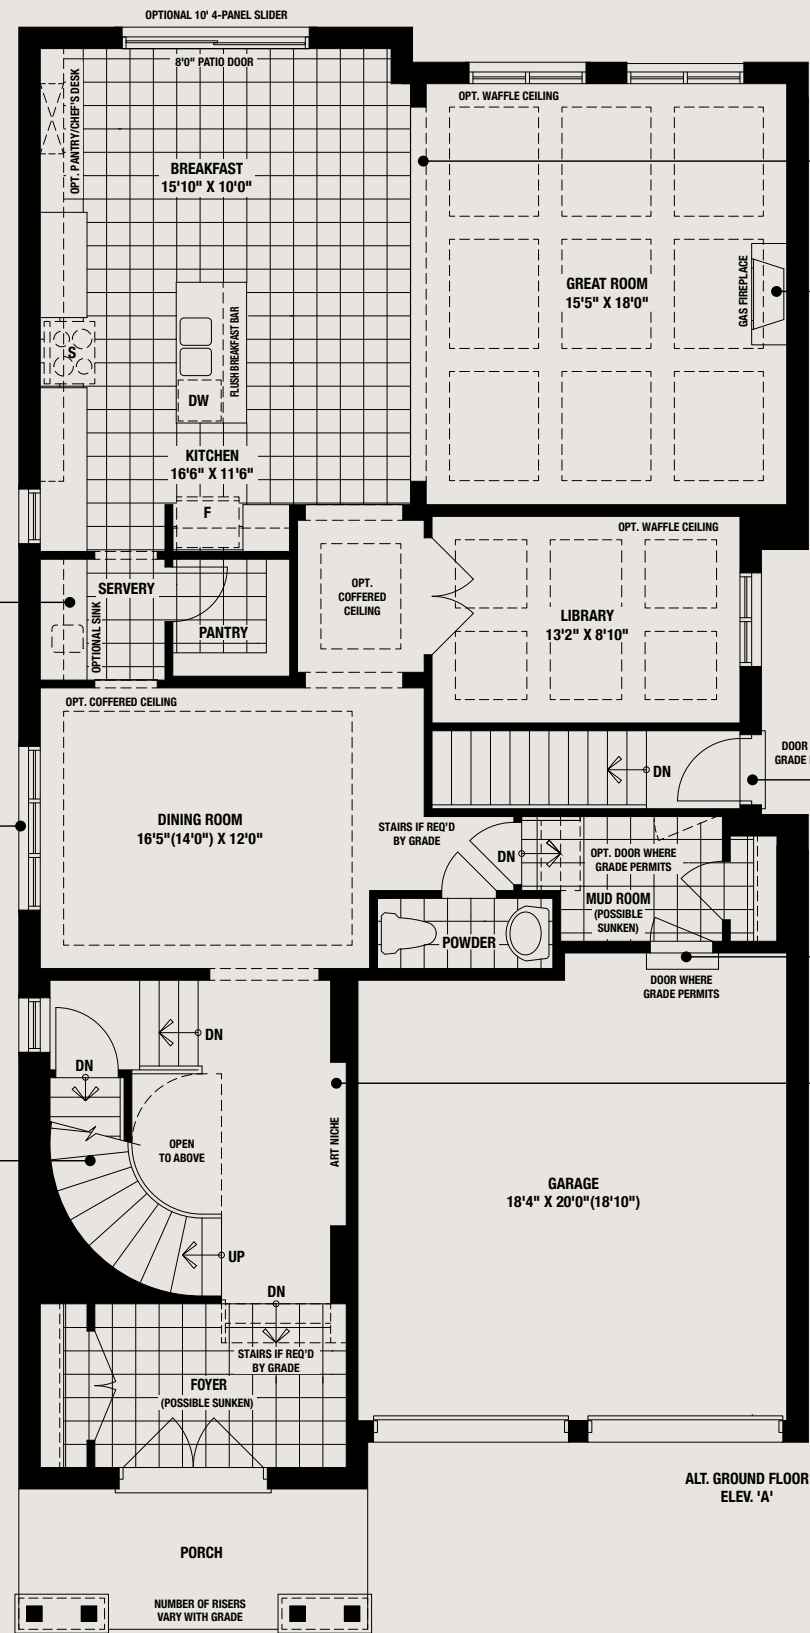 OPTIONAL 10' 4-PANEL SLIDER
8'0" PATIO DOOR
OPT. PANTRY/CHEF'S DESK
BREAKFAST
15'10" X 10'0"
OPT. WAFFLE CEILING
GREAT ROOM
15'5" X 18'0"
GAS FIREPLACE
S
FLUSH BREAKFAST BAR
DW
KITCHEN
16'6" X 11'6"
F
OPT. WAFFLE CEILING
SERVERY
OPTIONAL SINK
PANTRY
OPT.
COFFERED
CEILING
LIBRARY
13'2" X 8'10"
OPT. COFFERED CEILING
DINING ROOM
16'5"(14'0") X 12'0"
DN
DOOR
GRADE
STAIRS IF REQ'D
BY GRADE
DN
OPT. DOOR WHERE
GRADE PERMITS
MUD ROOM
(POSSIBLE
SUNKEN)
POWDER
DOOR WHERE
GRADE PERMITS
DN
DN
OPEN
TO ABOVE
ART NICHE
GARAGE
18'4" X 20'0"(18'10")
UP
DN
STAIRS IF REQ'D
BY GRADE
FOYER
(POSSIBLE SUNKEN)
ALT. GROUND FLOOR
ELEV. 'A'
PORCH
NUMBER OF RISERS
VARY WITH GRADE